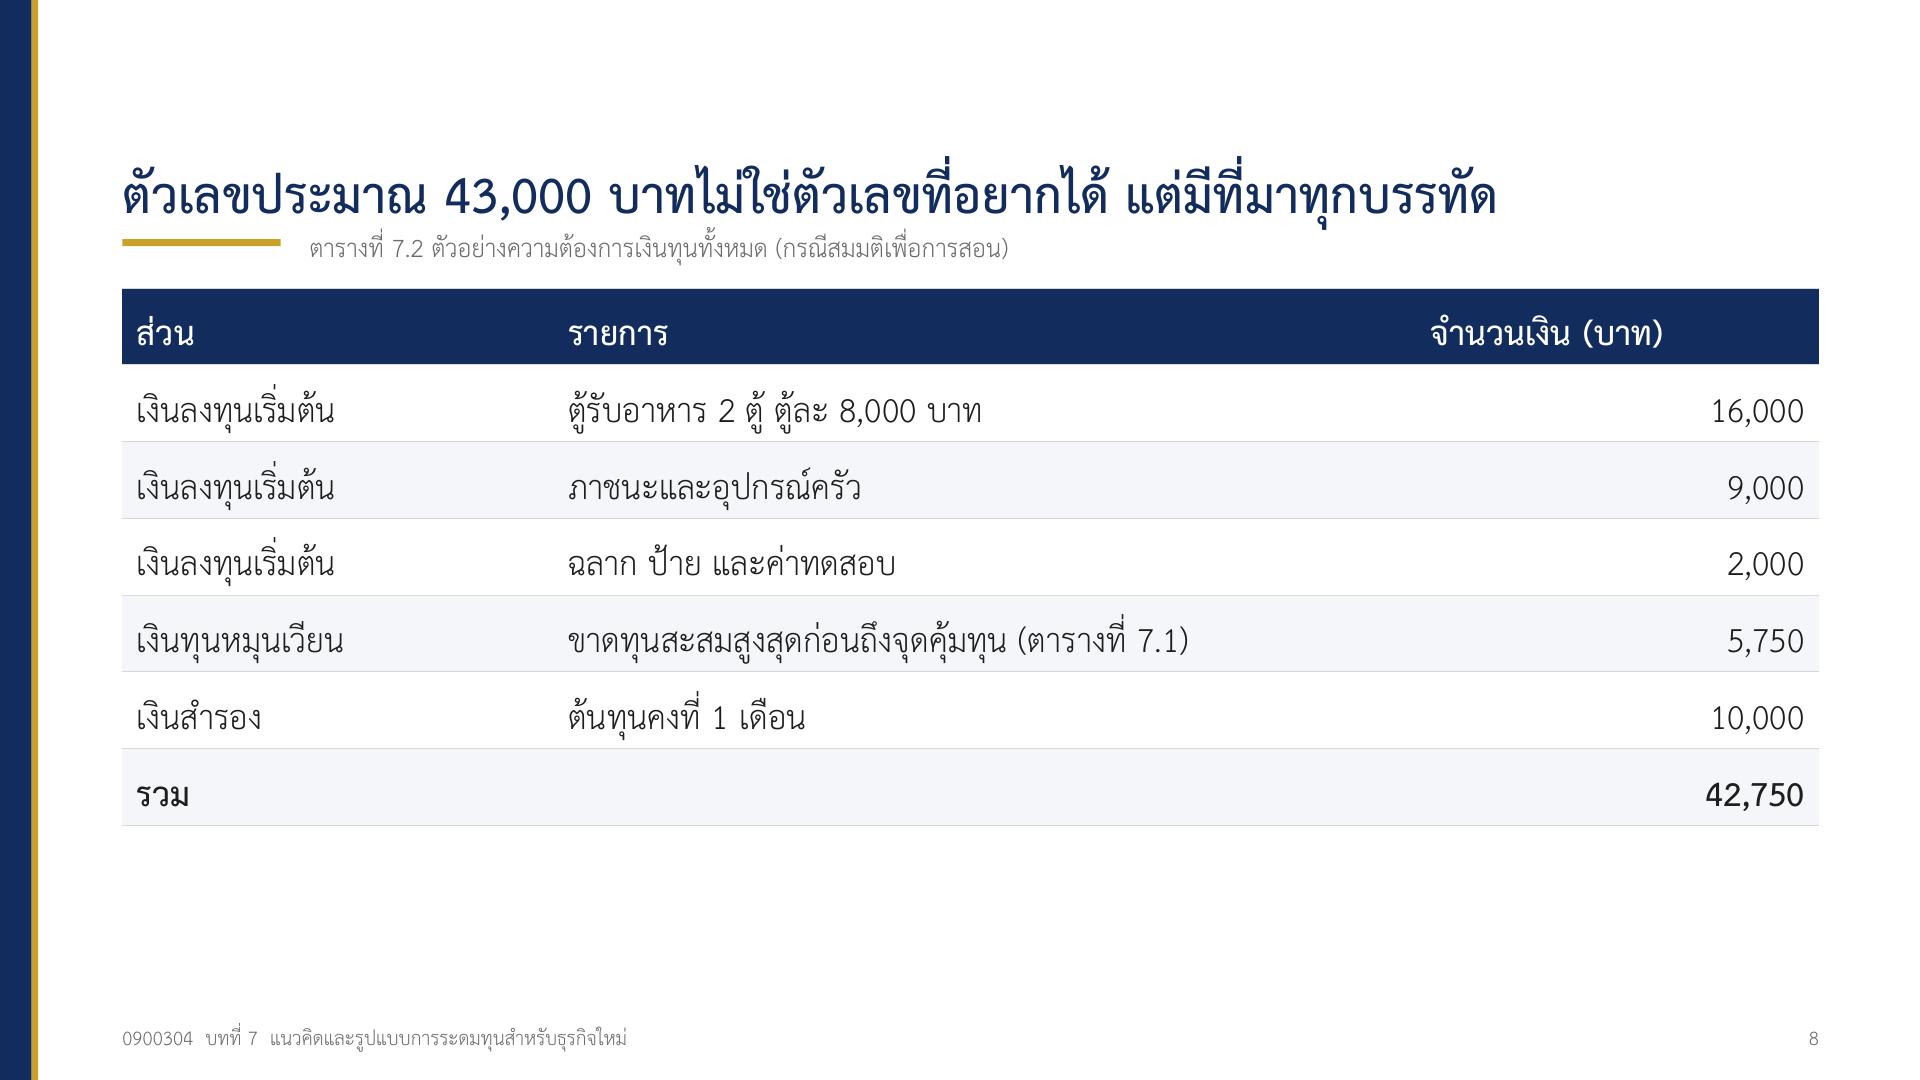 ตัวเลขประมาณ 43,000 บาทไม่ใช่ตัวเลขที่อยากได้ แต่มีที่มาทุกบรรทัด
ตารางที่ 7.2 ตัวอย่างความต้องการเงินทุนทั้งหมด (กรณีสมมติเพื่อการสอน)
ส่วน รายการ จำนวนเงิน (บาท)
เงินลงทุนเริ่มต้น ตู้รับอาหาร 2 ตู้ ตู้ละ 8,000 บาท 16,000
เงินลงทุนเริ่มต้น ภาชนะและอุปกรณ์ครัว 9,000
เงินลงทุนเริ่มต้น ฉลาก ป้าย และค่าทดสอบ 2,000
เงินทุนหมุนเวียน ขาดทุนสะสมสูงสุดก่อนถึงจุดคุ้มทุน (ตารางที่ 7.1) 5,750
เงินสำรอง ต้นทุนคงที่ 1 เดือน 10,000
รวม 42,750
0900304 บทที่ 7 แนวคิดและรูปแบบการระดมทุนสำหรับธุรกิจใหม่ 8